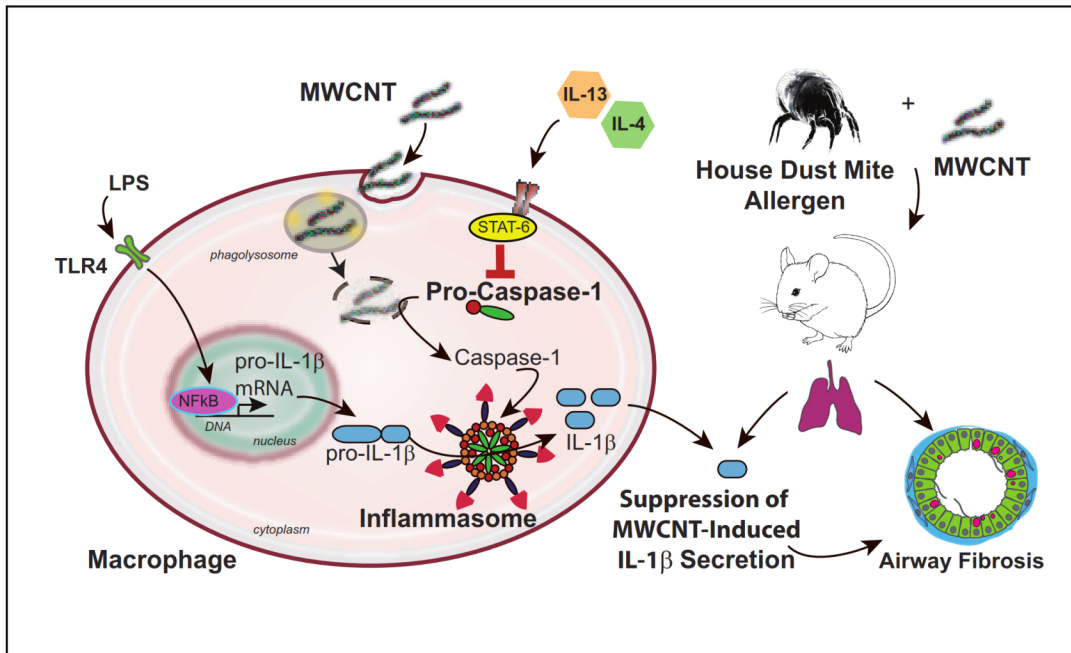 MWCNT
IL-13
IL-4
+
House Dust Mite
Allergen
MWCNT
LPS
TLR4
phagolysosome
STAT-6
Pro-Caspase-1
Caspase-1
pro-IL-1β
mRNA
NFkB
DNA
nucleus
pro-IL-1β
IL-1β
Inflammasome
cytoplasm
Macrophage
Suppression of
MWCNT-Induced
IL-1β Secretion
Airway Fibrosis